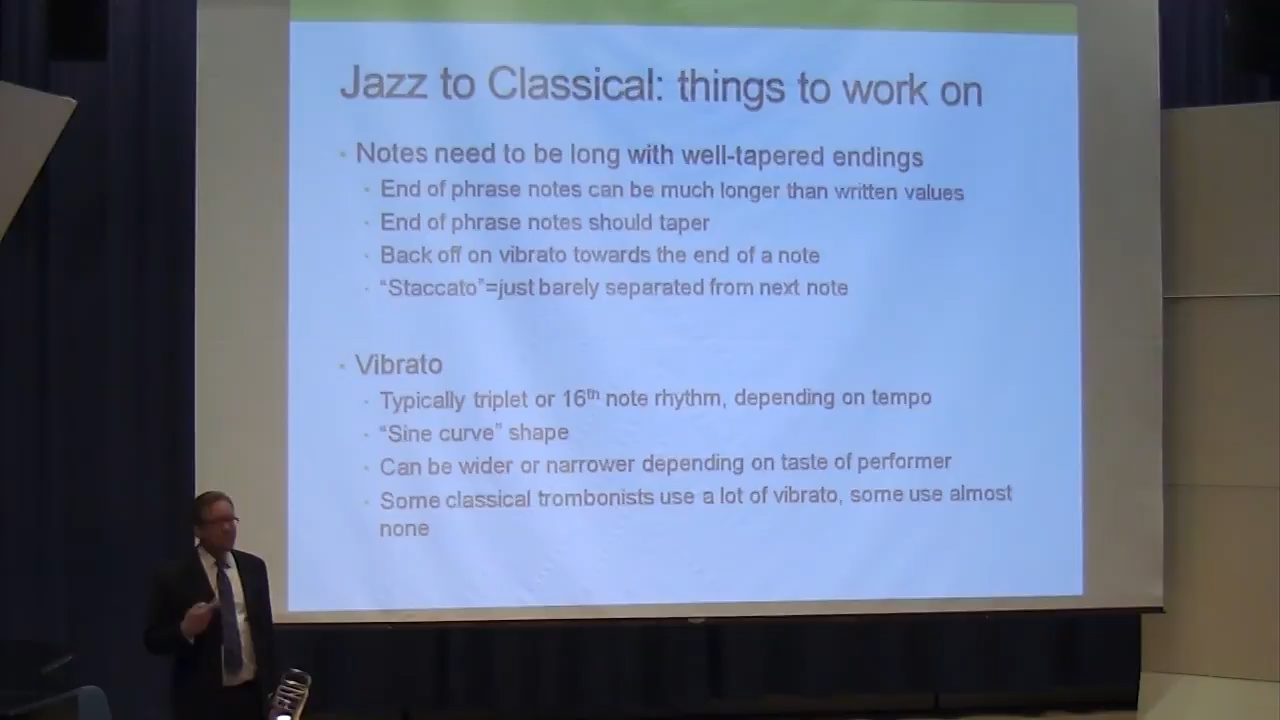 Jazz to Classical: things to work on
· Notes need to be long with well-tapered endings
· End of phrase notes can be much longer than written values
· End of phrase notes should taper
· Back off on vibrato towards the end of a note
· “Staccato”=just barely separated from next note
· Vibrato
· Typically triplet or 16th note rhythm, depending on tempo
· “Sine curve” shape
· Can be wider or narrower depending on taste of performer
· Some classical trombonists use a lot of vibrato, some use almost
none